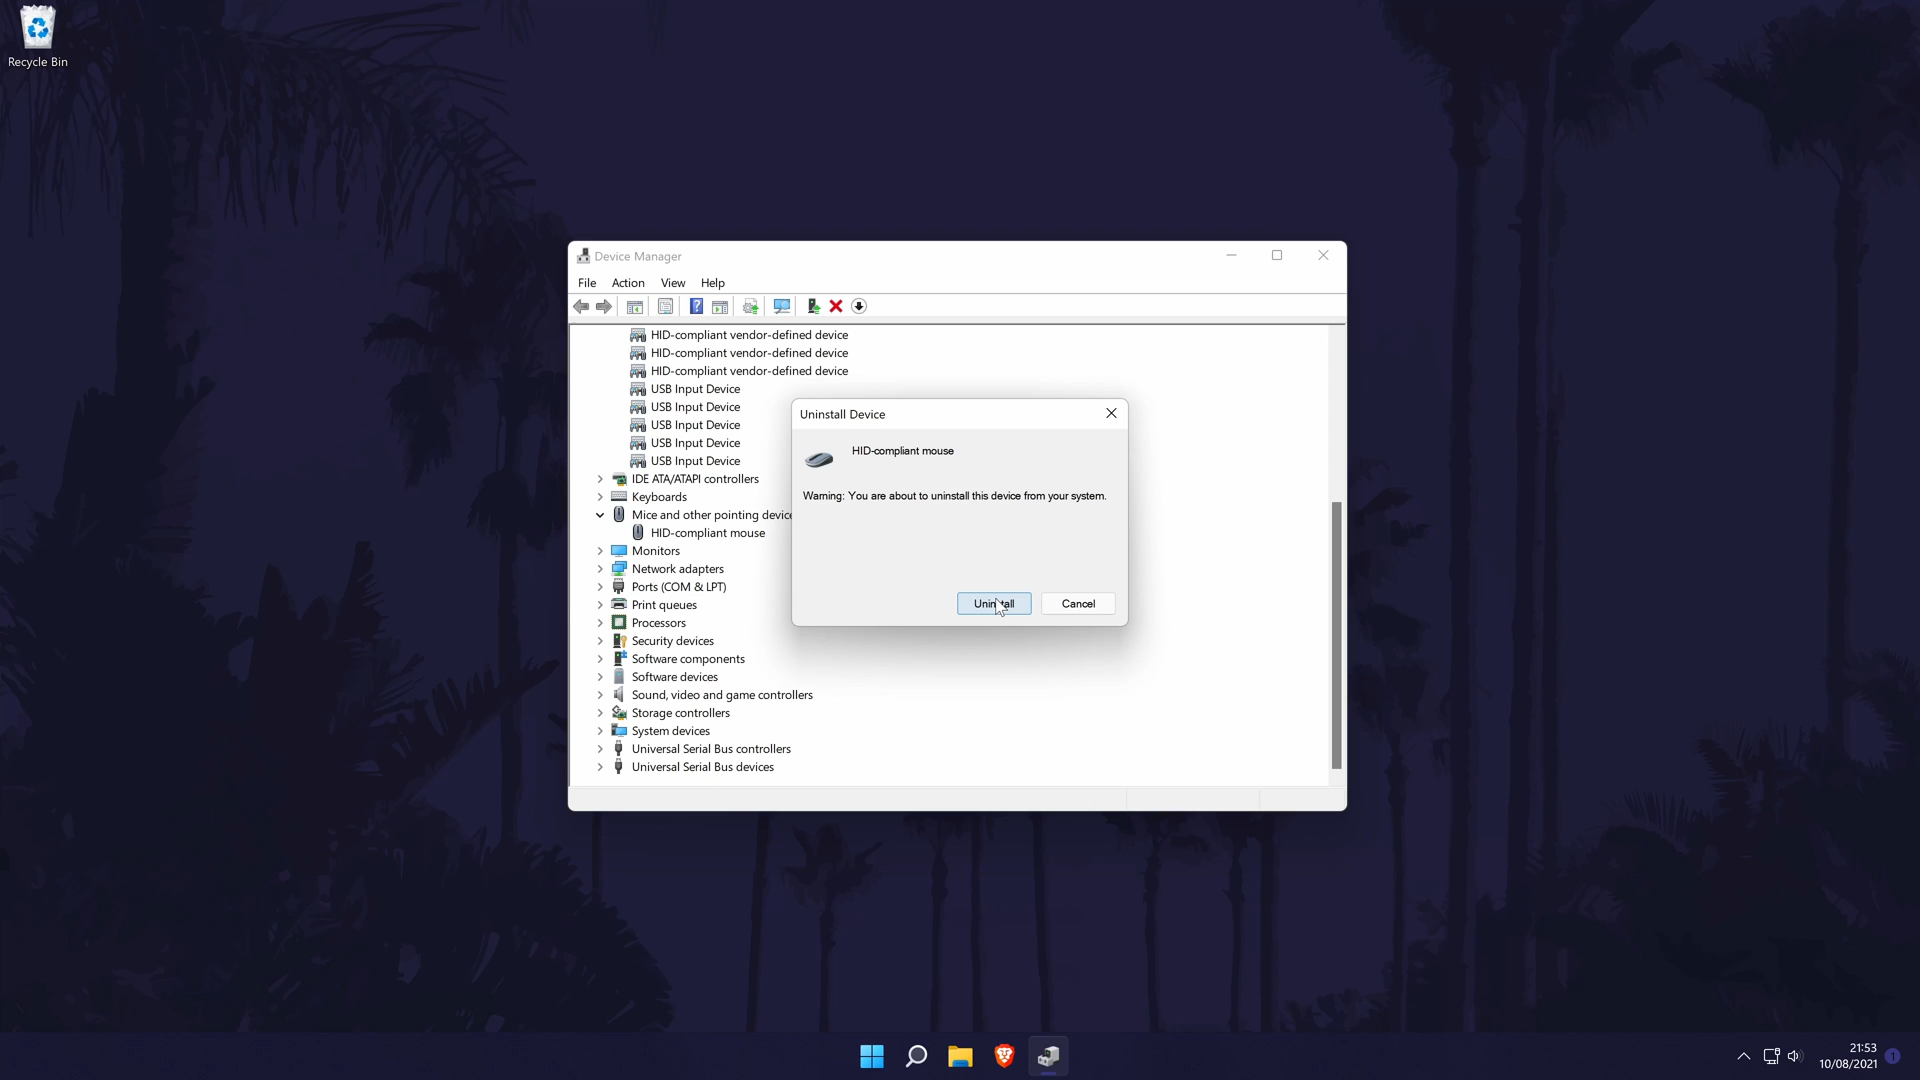 Recycle Bin
Device Manager
File Action View Help
HID-compliant vendor-defined device
HID-compliant vendor-defined device
HID-compliant vendor-defined device
USB Input Device
USB Input Device
USB Input Device
USB Input Device
USB Input Device
IDE ATA/ATAPI controllers
Keyboards
Mice and other pointing device
HID-compliant mouse
Monitors
Network adapters
Ports (COM & LPT)
Print queues
Processors
Security devices
Software components
Software devices
Sound, video and game controllers
Storage controllers
System devices
Universal Serial Bus controllers
Universal Serial Bus devices
Uninstall Device
HID-compliant mouse
Warning: You are about to uninstall this device from your system.
Uninstall Cancel
21:53
10/08/2021 1